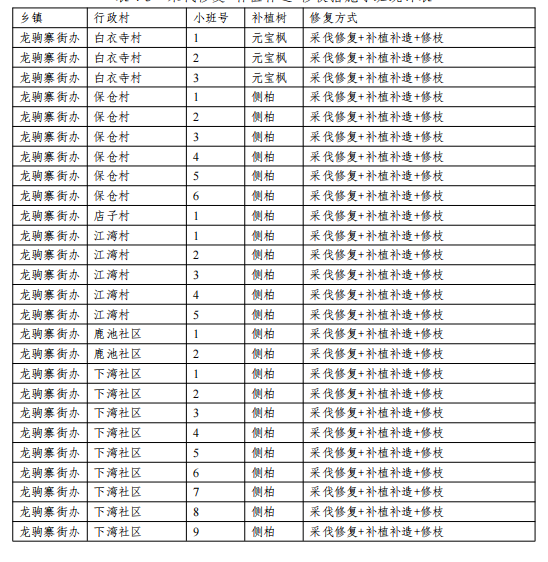 乡镇 行政村 小班号 补植树 修复方式
龙驹寨街办 白衣寺村 1 元宝枫 采伐修复+补植补造+修枝
龙驹寨街办 白衣寺村 2 元宝枫 采伐修复+补植补造+修枝
龙驹寨街办 白衣寺村 3 元宝枫 采伐修复+补植补造+修枝
龙驹寨街办 保仓村 1 侧柏 采伐修复+补植补造+修枝
龙驹寨街办 保仓村 2 侧柏 采伐修复+补植补造+修枝
龙驹寨街办 保仓村 3 侧柏 采伐修复+补植补造+修枝
龙驹寨街办 保仓村 4 侧柏 采伐修复+补植补造+修枝
龙驹寨街办 保仓村 5 侧柏 采伐修复+补植补造+修枝
龙驹寨街办 保仓村 6 侧柏 采伐修复+补植补造+修枝
龙驹寨街办 店子村 1 侧柏 采伐修复+补植补造+修枝
龙驹寨街办 江湾村 1 侧柏 采伐修复+补植补造+修枝
龙驹寨街办 江湾村 2 侧柏 采伐修复+补植补造+修枝
龙驹寨街办 江湾村 3 侧柏 采伐修复+补植补造+修枝
龙驹寨街办 江湾村 4 侧柏 采伐修复+补植补造+修枝
龙驹寨街办 江湾村 5 侧柏 采伐修复+补植补造+修枝
龙驹寨街办 鹿池社区 1 侧柏 采伐修复+补植补造+修枝
龙驹寨街办 鹿池社区 2 侧柏 采伐修复+补植补造+修枝
龙驹寨街办 下湾社区 1 侧柏 采伐修复+补植补造+修枝
龙驹寨街办 下湾社区 2 侧柏 采伐修复+补植补造+修枝
龙驹寨街办 下湾社区 3 侧柏 采伐修复+补植补造+修枝
龙驹寨街办 下湾社区 4 侧柏 采伐修复+补植补造+修枝
龙驹寨街办 下湾社区 5 侧柏 采伐修复+补植补造+修枝
龙驹寨街办 下湾社区 6 侧柏 采伐修复+补植补造+修枝
龙驹寨街办 下湾社区 7 侧柏 采伐修复+补植补造+修枝
龙驹寨街办 下湾社区 8 侧柏 采伐修复+补植补造+修枝
龙驹寨街办 下湾社区 9 侧柏 采伐修复+补植补造+修枝